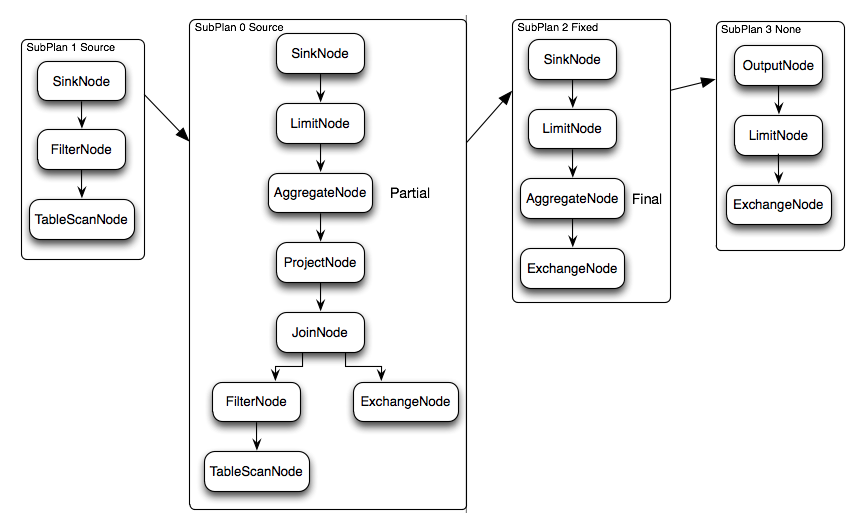 SubPlan 1 Source
SinkNode
FilterNode
TableScanNode
SubPlan 0 Source
SinkNode
LimitNode
AggregateNode
Partial
ProjectNode
JoinNode
FilterNode
ExchangeNode
TableScanNode
SubPlan 2 Fixed
SinkNode
LimitNode
AggregateNode
Final
ExchangeNode
SubPlan 3 None
OutputNode
LimitNode
ExchangeNode